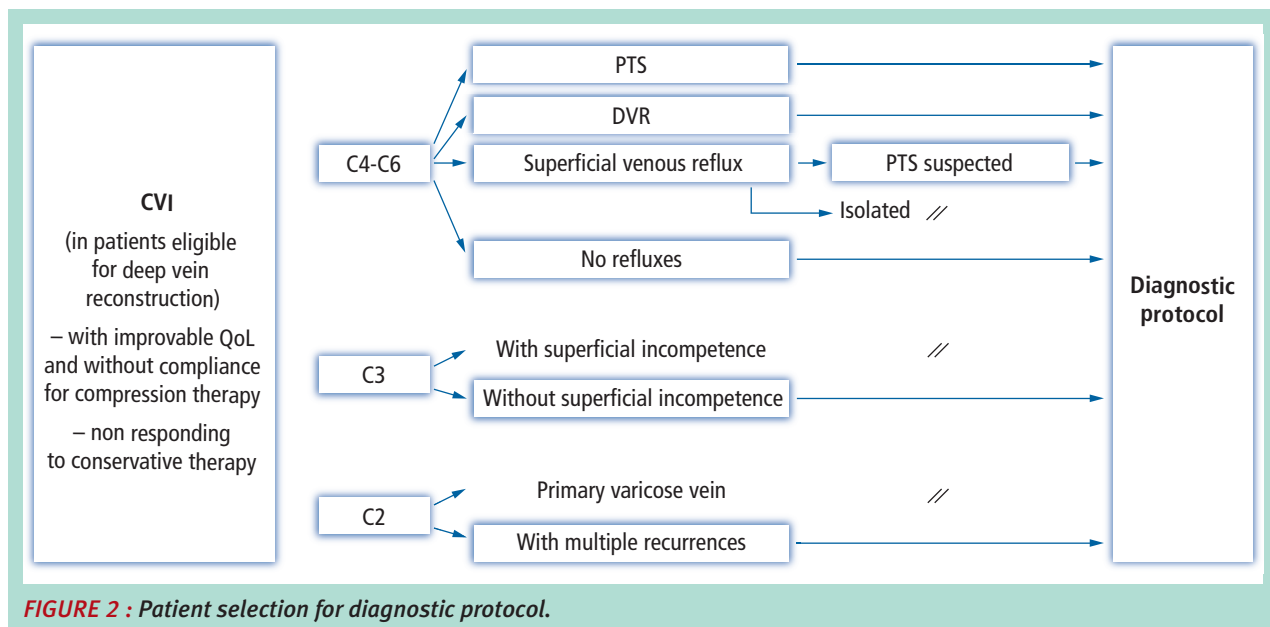 CVI
(in patients eligible
for deep vein
reconstruction)
– with improvable QoL
and without compliance
for compression therapy
– non responding
to conservative therapy
C4-C6
PTS
DVR
Superficial venous reflux
PTS suspected
Isolated //
No refluxes
C3
With superficial incompetence //
Without superficial incompetence
C2
Primary varicose vein //
With multiple recurrences
Diagnostic
protocol
FIGURE 2 : Patient selection for diagnostic protocol.